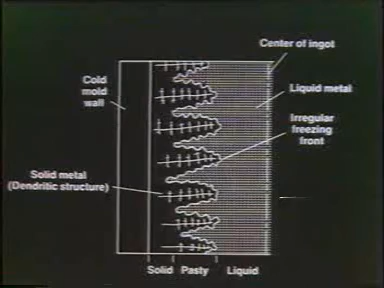 Center of ingot
Cold
mold
wall
Liquid metal
Irregular
freezing
front
Solid metal
(Dendritic structure)
Solid Pasty Liquid